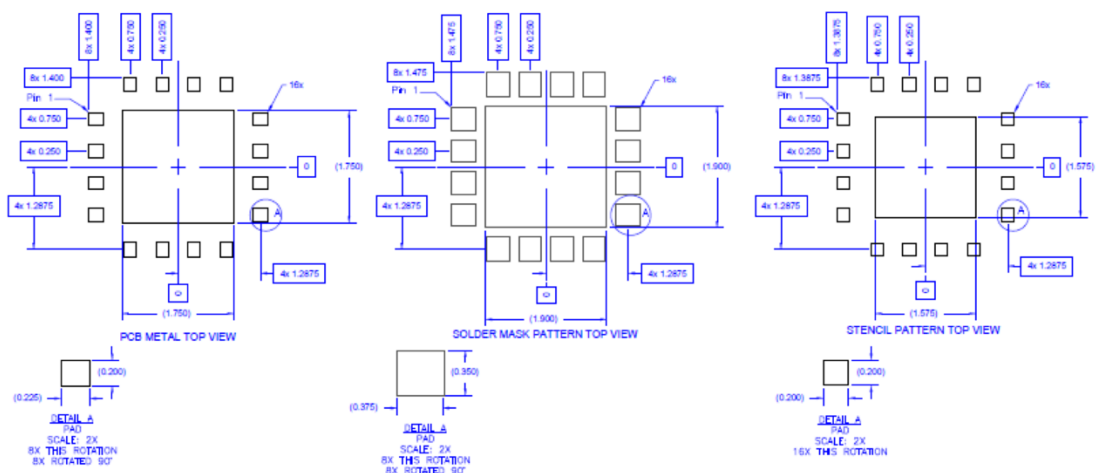 8x 1.400
4x 0.750
4x 0.250
8x 1.400
16x
Pin 1
4x 0.750
4x 0.250
0
(1.750)
4x 1.2875
A
4x 1.2875
0
(1.750)
PCB METAL TOP VIEW
(0.200)
(0.225)
DETAIL A
PAD
SCALE: 2X
8X THIS ROTATION
8X ROTATED 90°
8x 1.475
4x 0.750
4x 0.250
8x 1.475
16x
Pin 1
4x 0.750
4x 0.250
0
(1.900)
4x 1.2875
A
4x 1.2875
0
(1.900)
SOLDER MASK PATTERN TOP VIEW
(0.350)
(0.375)
DETAIL A
PAD
SCALE: 2X
8X THIS ROTATION
8X ROTATED 90°
8x 1.3875
4x 0.750
4x 0.250
8x 1.3875
16x
Pin 1
4x 0.750
4x 0.250
0
(1.575)
4x 1.2875
A
4x 1.2875
0
(1.575)
STENCIL PATTERN TOP VIEW
(0.200)
(0.200)
DETAIL A
PAD
SCALE: 2X
16X THIS ROTATION